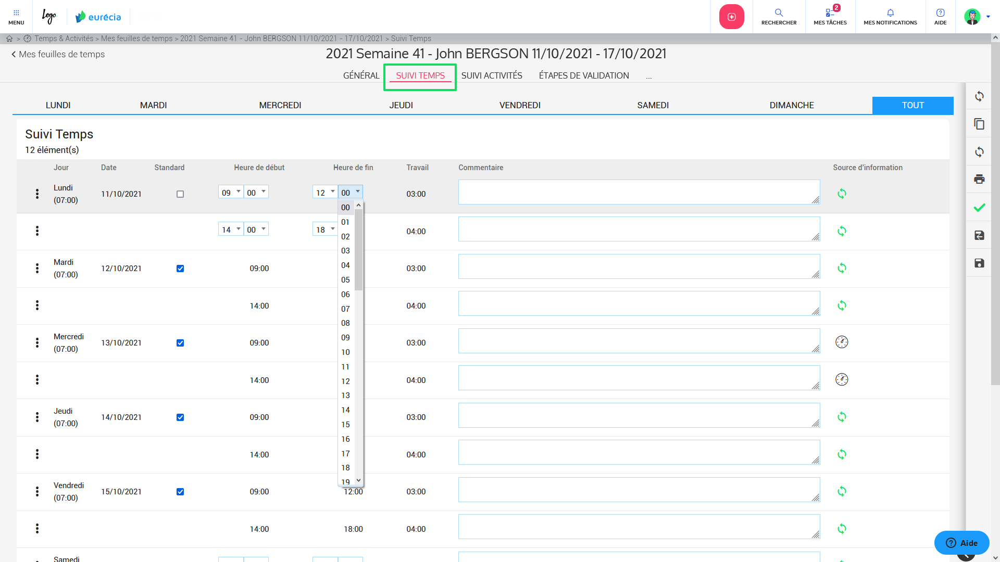 MENU
Logo
eurécia
RECHERCHER
2
MES TÂCHES
MES NOTIFICATIONS
AIDE
> Temps & Activités > Mes feuilles de temps > 2021 Semaine 41 - John BERGSON 11/10/2021 - 17/10/2021 > Suivi Temps
Mes feuilles de temps
2021 Semaine 41 - John BERGSON 11/10/2021 - 17/10/2021
GÉNÉRAL SUIVI TEMPS SUIVI ACTIVITÉS ÉTAPES DE VALIDATION ...
LUNDI MARDI MERCREDI JEUDI VENDREDI SAMEDI DIMANCHE TOUT
Suivi Temps
12 élément(s)
Jour Date Standard Heure de début Heure de fin Travail Commentaire Source d'information
Lundi
(07:00) 11/10/2021 09 00 12 00 03:00
14 00 18 04:00
Mardi
(07:00) 12/10/2021 09:00 03:00
14:00 04:00
Mercredi
(07:00) 13/10/2021 09:00 03:00
14:00 04:00
Jeudi
(07:00) 14/10/2021 09:00 03:00
14:00 04:00
00
01
02
03
04
05
06
07
08
09
10
11
12
13
14
15
16
17
18
19
Vendredi
(07:00) 15/10/2021 09:00 12:00 03:00
14:00 18:00 04:00
Samedi
Aide